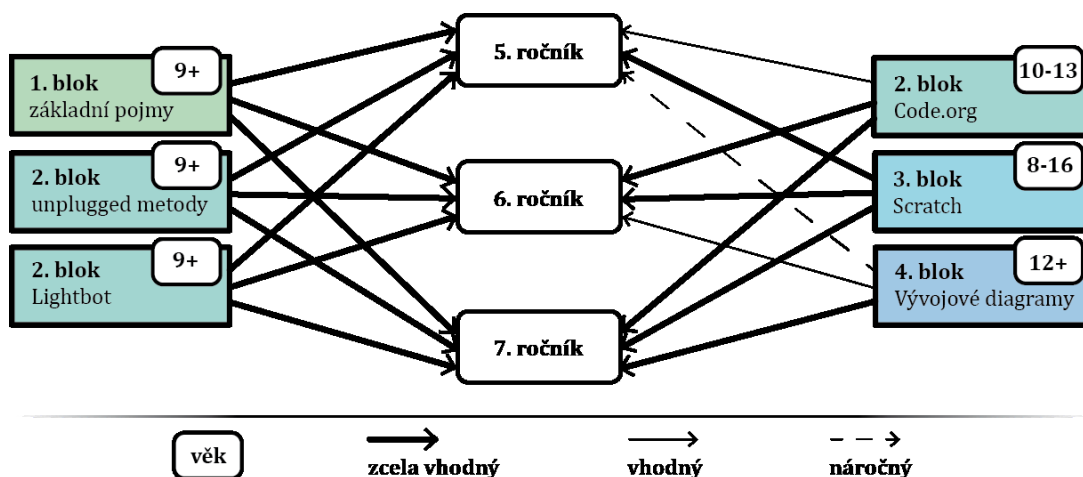 1. blok
základní pojmy
9+
2. blok
unplugged metody
9+
2. blok
Lightbot
9+
5. ročník
6. ročník
7. ročník
2. blok
Code.org
10-13
3. blok
Scratch
8-16
4. blok
Vývojové diagramy
12+
věk
zcela vhodný
vhodný
náročný